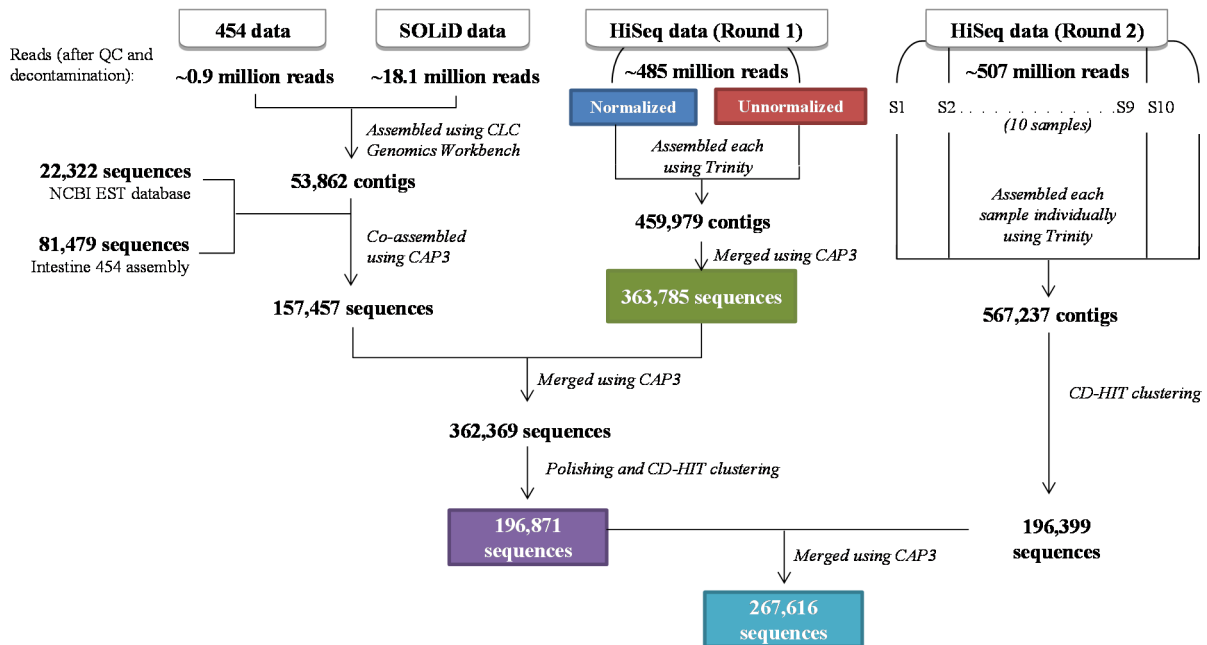 454 data
SOLiD data
HiSeq data (Round 1)
HiSeq data (Round 2)
Reads (after QC and
decontamination):
~0.9 million reads
~18.1 million reads
~485 million reads
~507 million reads
Normalized
Unnormalized
S1
S2 . . . . . . . . . . . . . . . . . . . S9
S10
(10 samples)
Assembled using CLC
Genomics Workbench
Assembled each
using Trinity
22,322 sequences
NCBI EST database
53,862 contigs
459,979 contigs
Assembled each
sample individually
using Trinity
81,479 sequences
Intestine 454 assembly
Co-assembled
using CAP3
Merged using CAP3
363,785 sequences
157,457 sequences
567,237 contigs
Merged using CAP3
CD-HIT clustering
362,369 sequences
Polishing and CD-HIT clustering
196,871
sequences
196,399
sequences
Merged using CAP3
267,616
sequences